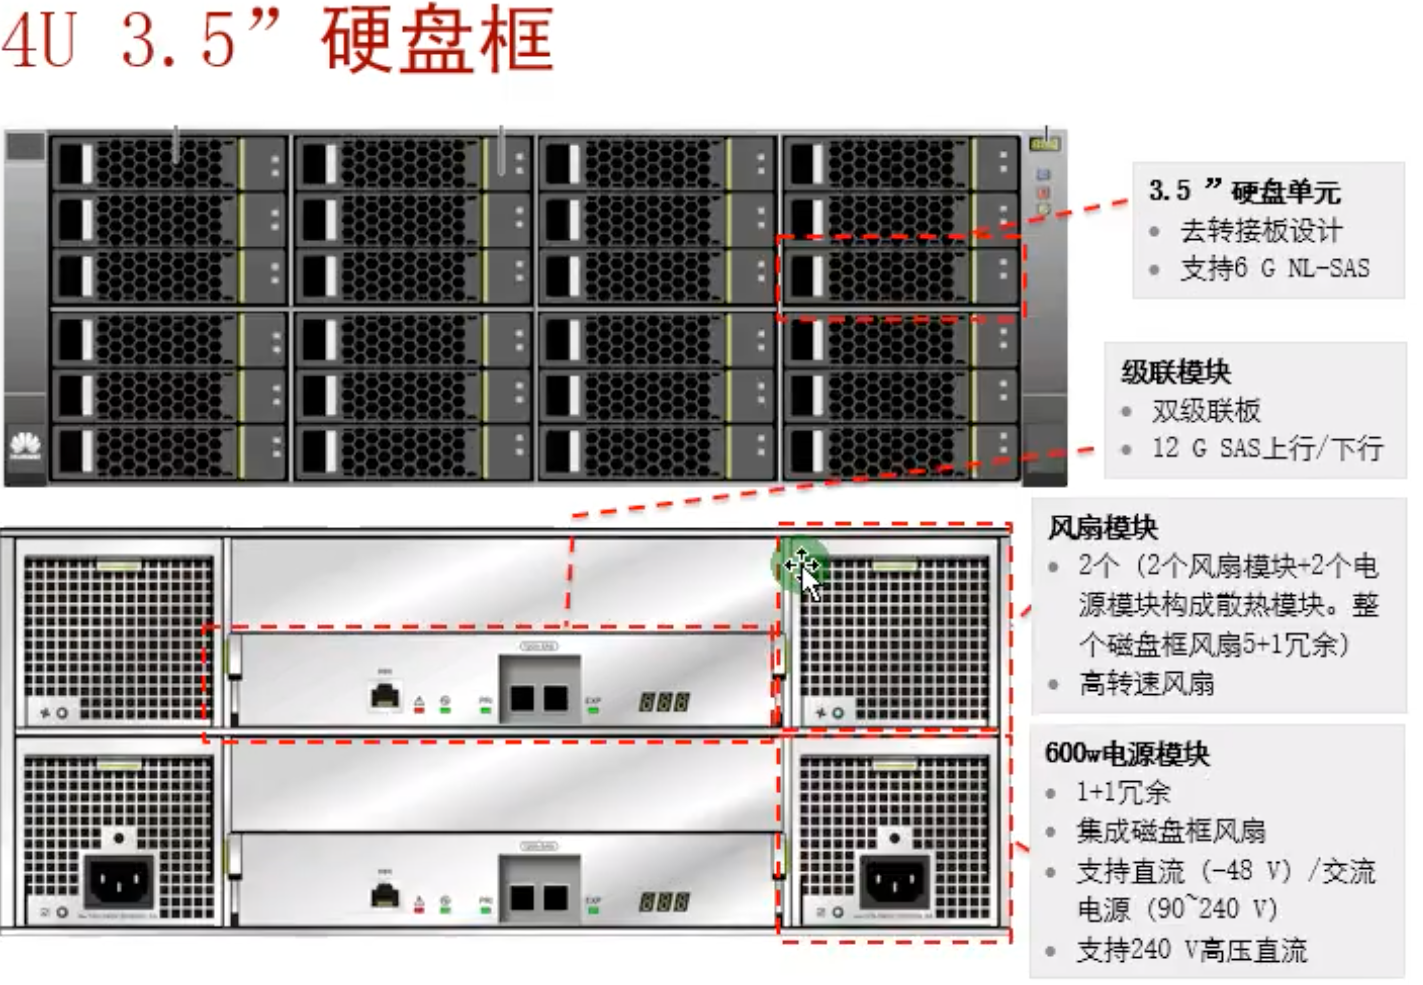 4U 3.5”硬盘框
3.5 ”硬盘单元
去转接板设计
支持6 G NL-SAS
级联模块
双级联板
12 G SAS上行/下行
风扇模块
2个（2个风扇模块+2个电
源模块构成散热模块。整
个磁盘框风扇5+1冗余）
高转速风扇
600w电源模块
1+1冗余
集成磁盘框风扇
支持直流（-48 V）/交流
电源（90~240 V）
支持240 V高压直流
PRI
EXP
PRI
EXP